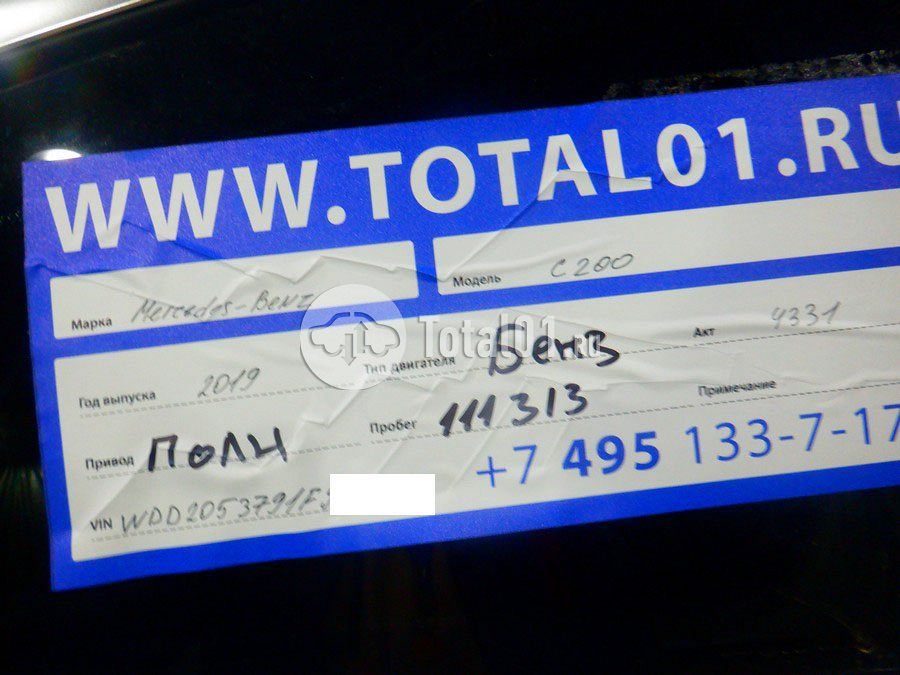 WWW.TOTAL01.RU
Марка Mercedes-Benz Модель C200
Год выпуска 2019 Тип двигателя Бенз Акт 4331
Привод ПОЛН Пробег 111313 Примечание
+7 495 133-7-17
VIN WDD2053791F
Total01.ru